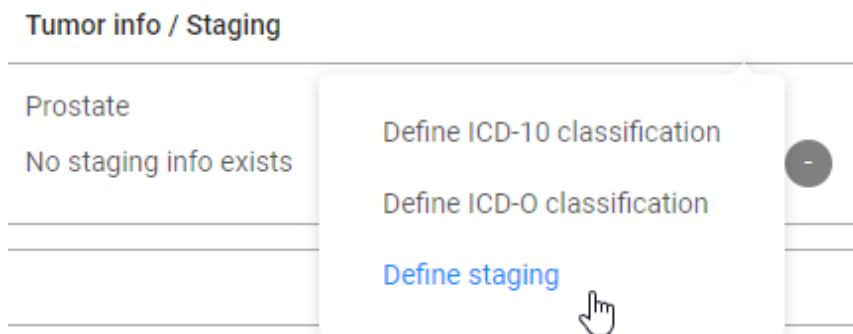 Tumor info / Staging
Prostate
No staging info exists
Define ICD-10 classification
Define ICD-O classification
Define staging
-